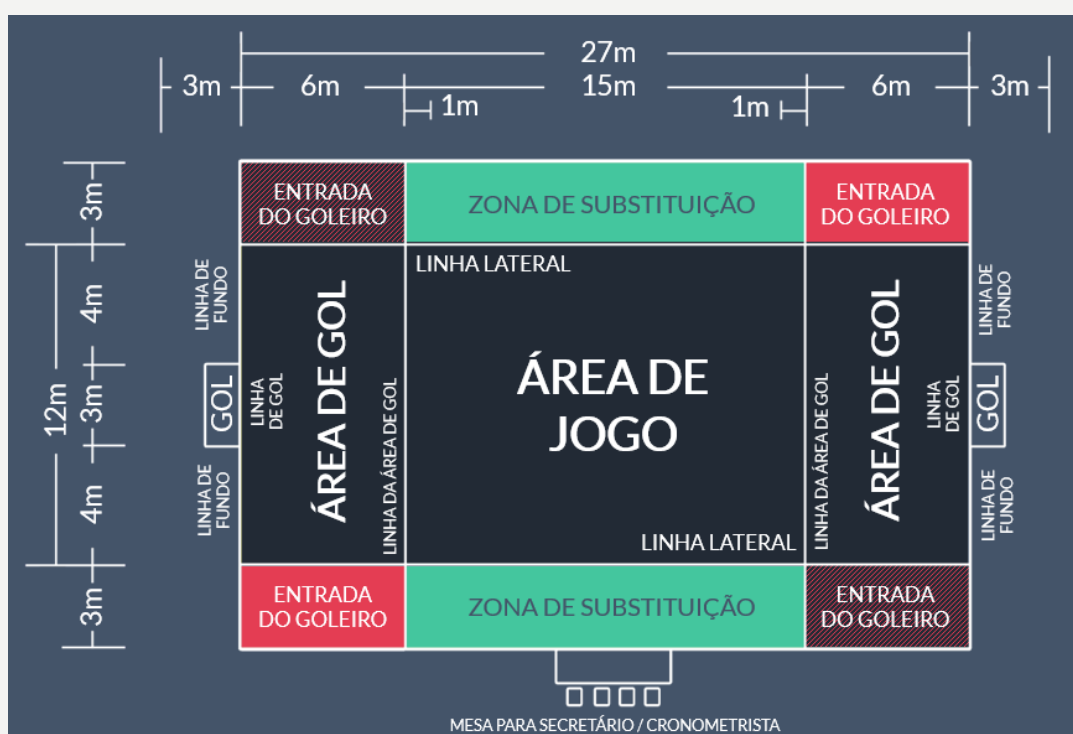 27m
3m
6m
15m
6m
3m
1m
1m
3m
ENTRADA
DO GOLEIRO
ZONA DE SUBSTITUIÇÃO
ENTRADA
DO GOLEIRO
LINHA LATERAL
LINHA DE
FUNDO
LINHA DE
FUNDO
4m
12m
3m
GOL
LINHA
DE GOL
ÁREA DE GOL
LINHA DA ÁREA DE GOL
ÁREA DE
JOGO
LINHA DA ÁREA DE GOL
ÁREA DE GOL
LINHA
DE GOL
GOL
4m
LINHA DE
FUNDO
LINHA DE
FUNDO
LINHA LATERAL
3m
ENTRADA
DO GOLEIRO
ZONA DE SUBSTITUIÇÃO
ENTRADA
DO GOLEIRO
MESA PARA SECRETÁRIO / CRONOMETRISTA